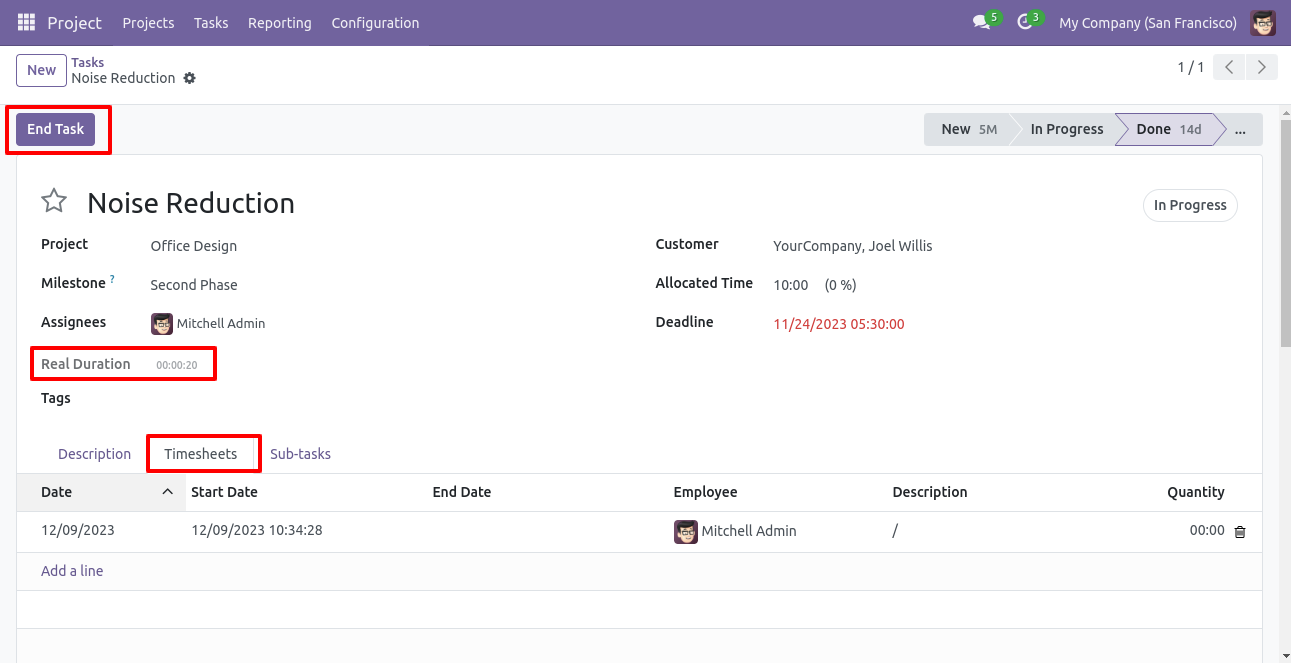 Project Projects Tasks Reporting Configuration 5 3 My Company (San Francisco)
New Tasks
Noise Reduction 1 / 1
End Task New 5M In Progress Done 14d ...
Noise Reduction In Progress
Project Office Design Customer YourCompany, Joel Willis
Milestone ? Second Phase Allocated Time 10:00 (0 %)
Assignees Mitchell Admin Deadline 11/24/2023 05:30:00
Real Duration 00:00:20
Tags
Description Timesheets Sub-tasks
Date Start Date End Date Employee Description Quantity
12/09/2023 12/09/2023 10:34:28 Mitchell Admin / 00:00
Add a line